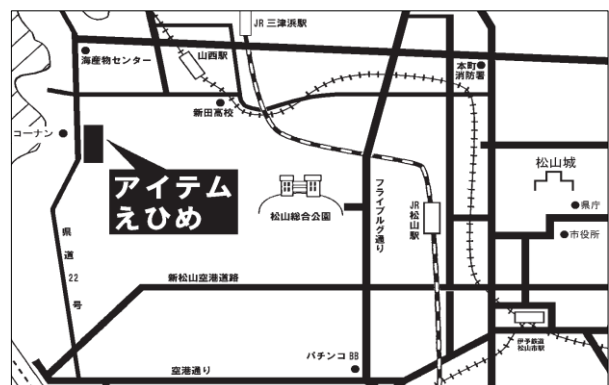 JR 三津浜駅
山西駅
海産物センター
本町
消防署
新田高校
コーナン
アイテム
えひめ
松山城
県庁
市役所
松山総合公園
フライブルグ通り
JR
松山駅
県道22号
新松山空港道跡
伊予鉄道
松山市駅
パチンコ BB
空港通り